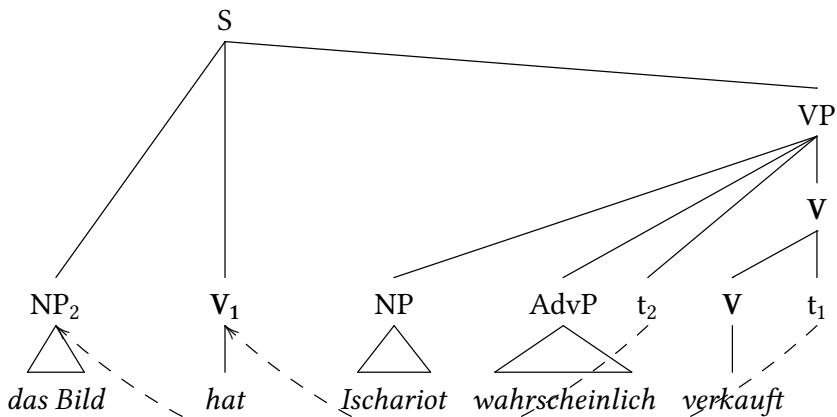 S
VP
V
NP₂ V₁ NP AdvP t₂ V t₁
das Bild hat Ischariot wahrscheinlich verkauft